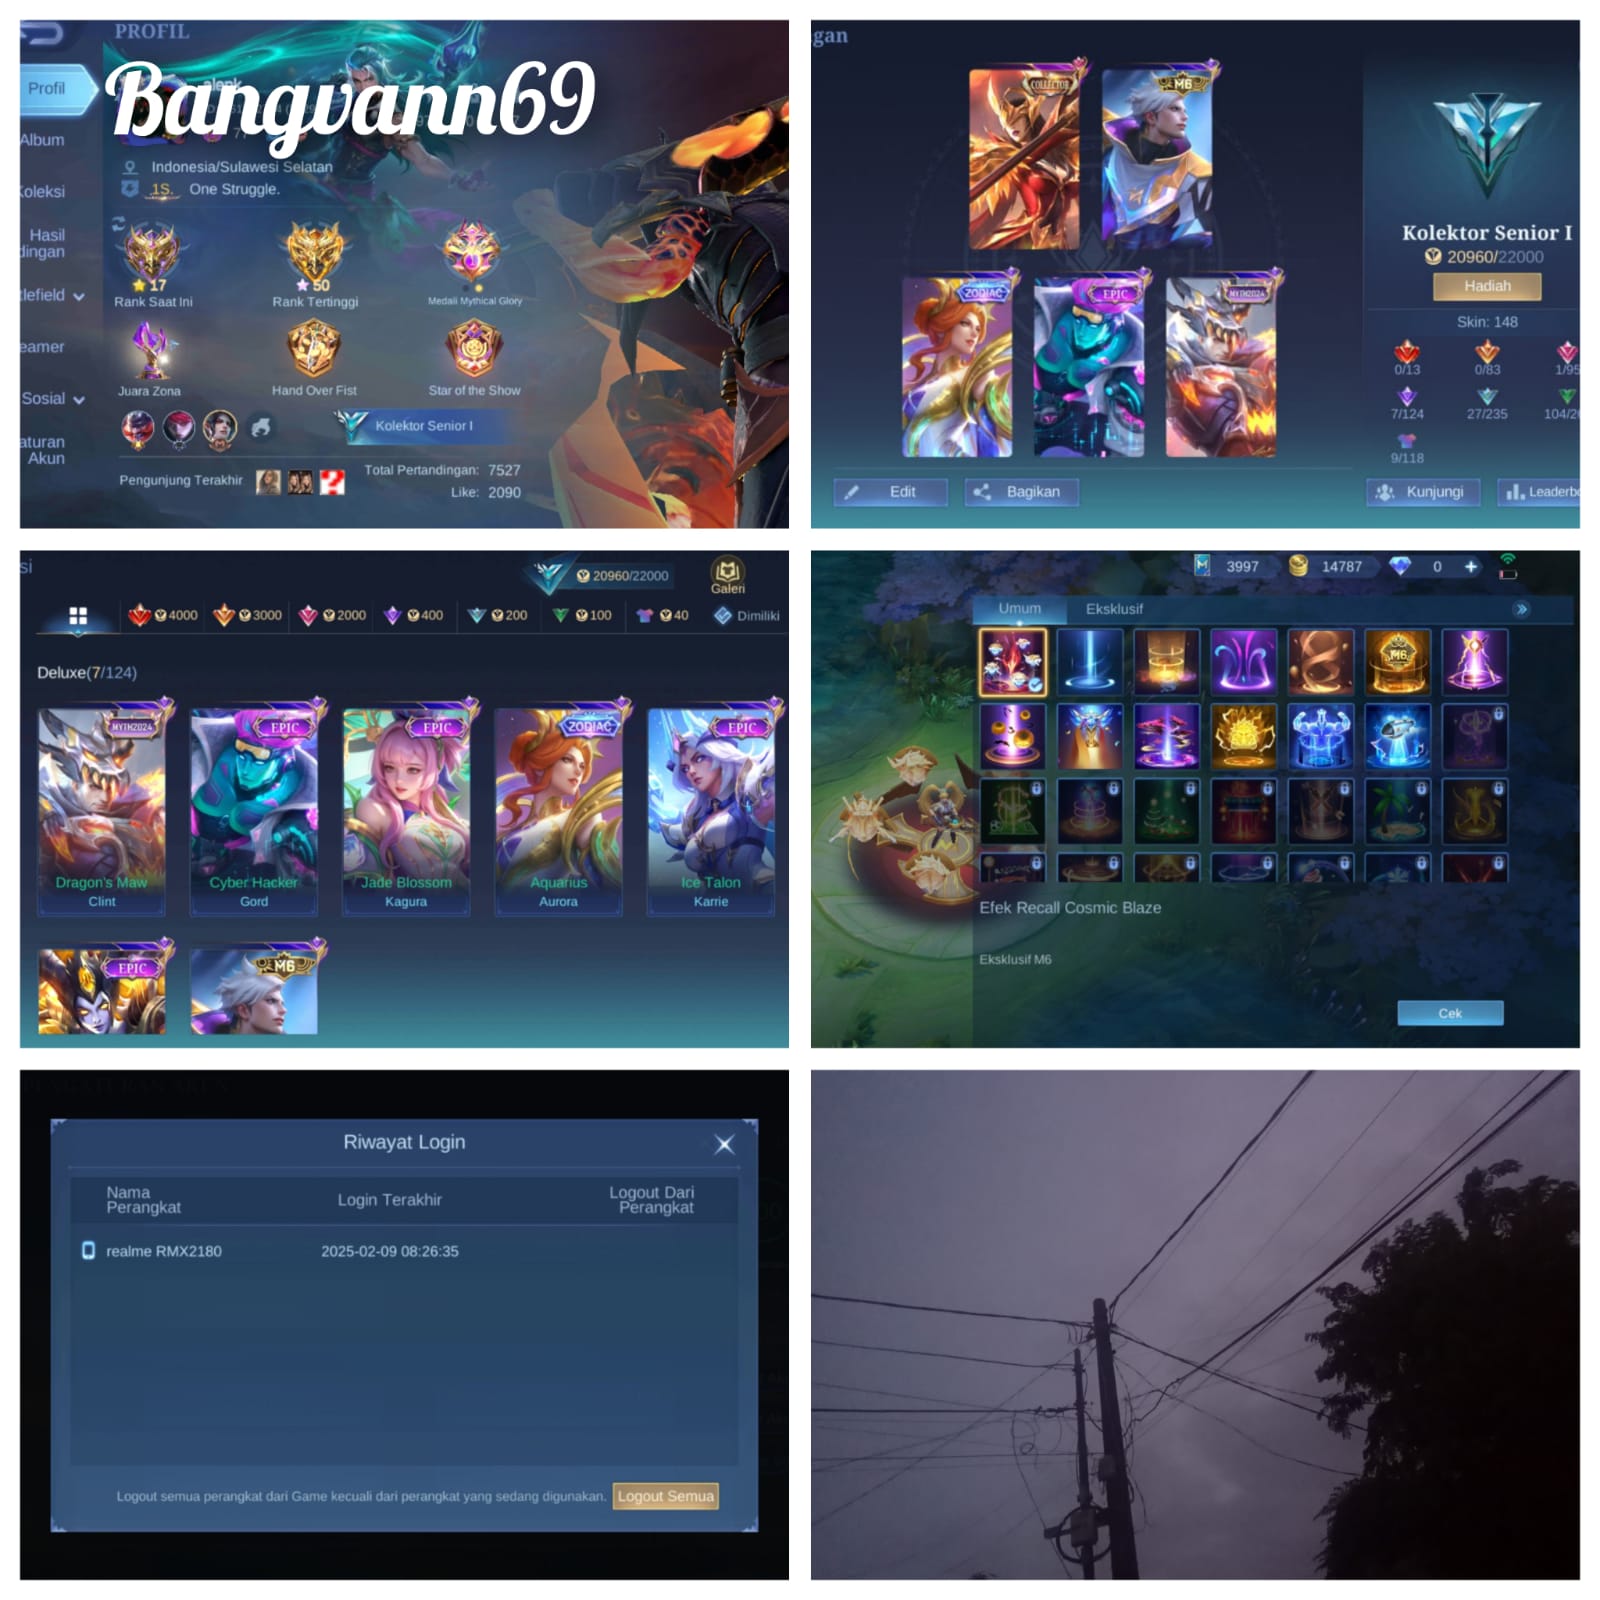 PROFIL
Bangvann69
Profil
Album
Koleksi
Hasil
dingan
tlefield
eamer
Sosial
aturan
Akun
Indonesia/Sulawesi Selatan
1S. One Struggle.
17
Rank Saat Ini
50
Rank Tertinggi
Medali Mythical Glory
Juara Zona
Hand Over Fist
Star of the Show
Kolektor Senior I
Pengunjung Terakhir
Total Pertandingan: 7527
Like: 2090
gan
COLLECTOR
M6
ZODIAC
EPIC
MYTH2024
Kolektor Senior I
20960/22000
Hadiah
Skin: 148
0/13 0/83 1/95
7/124 27/235 104/2
9/118
Edit
Bagikan
Kunjungi
Leaderbo
si
20960/22000
Galeri
4000 3000 2000 400 200 100 40 Dimiliki
Deluxe(7/124)
MYTH2024 EPIC EPIC ZODIAC EPIC
Dragon's Maw Cyber Hacker Jade Blossom Aquarius Ice Talon
Clint Gord Kagura Aurora Karrie
EPIC M6
3997 14787 0 +
Umum Eksklusif
M6
Efek Recall Cosmic Blaze
Eksklusif M6
Cek
Riwayat Login
Nama
Perangkat
Login Terakhir
Logout Dari
Perangkat
realme RMX2180 2025-02-09 08:26:35
Logout semua perangkat dari Game kecuali dari perangkat yang sedang digunakan. Logout Semua